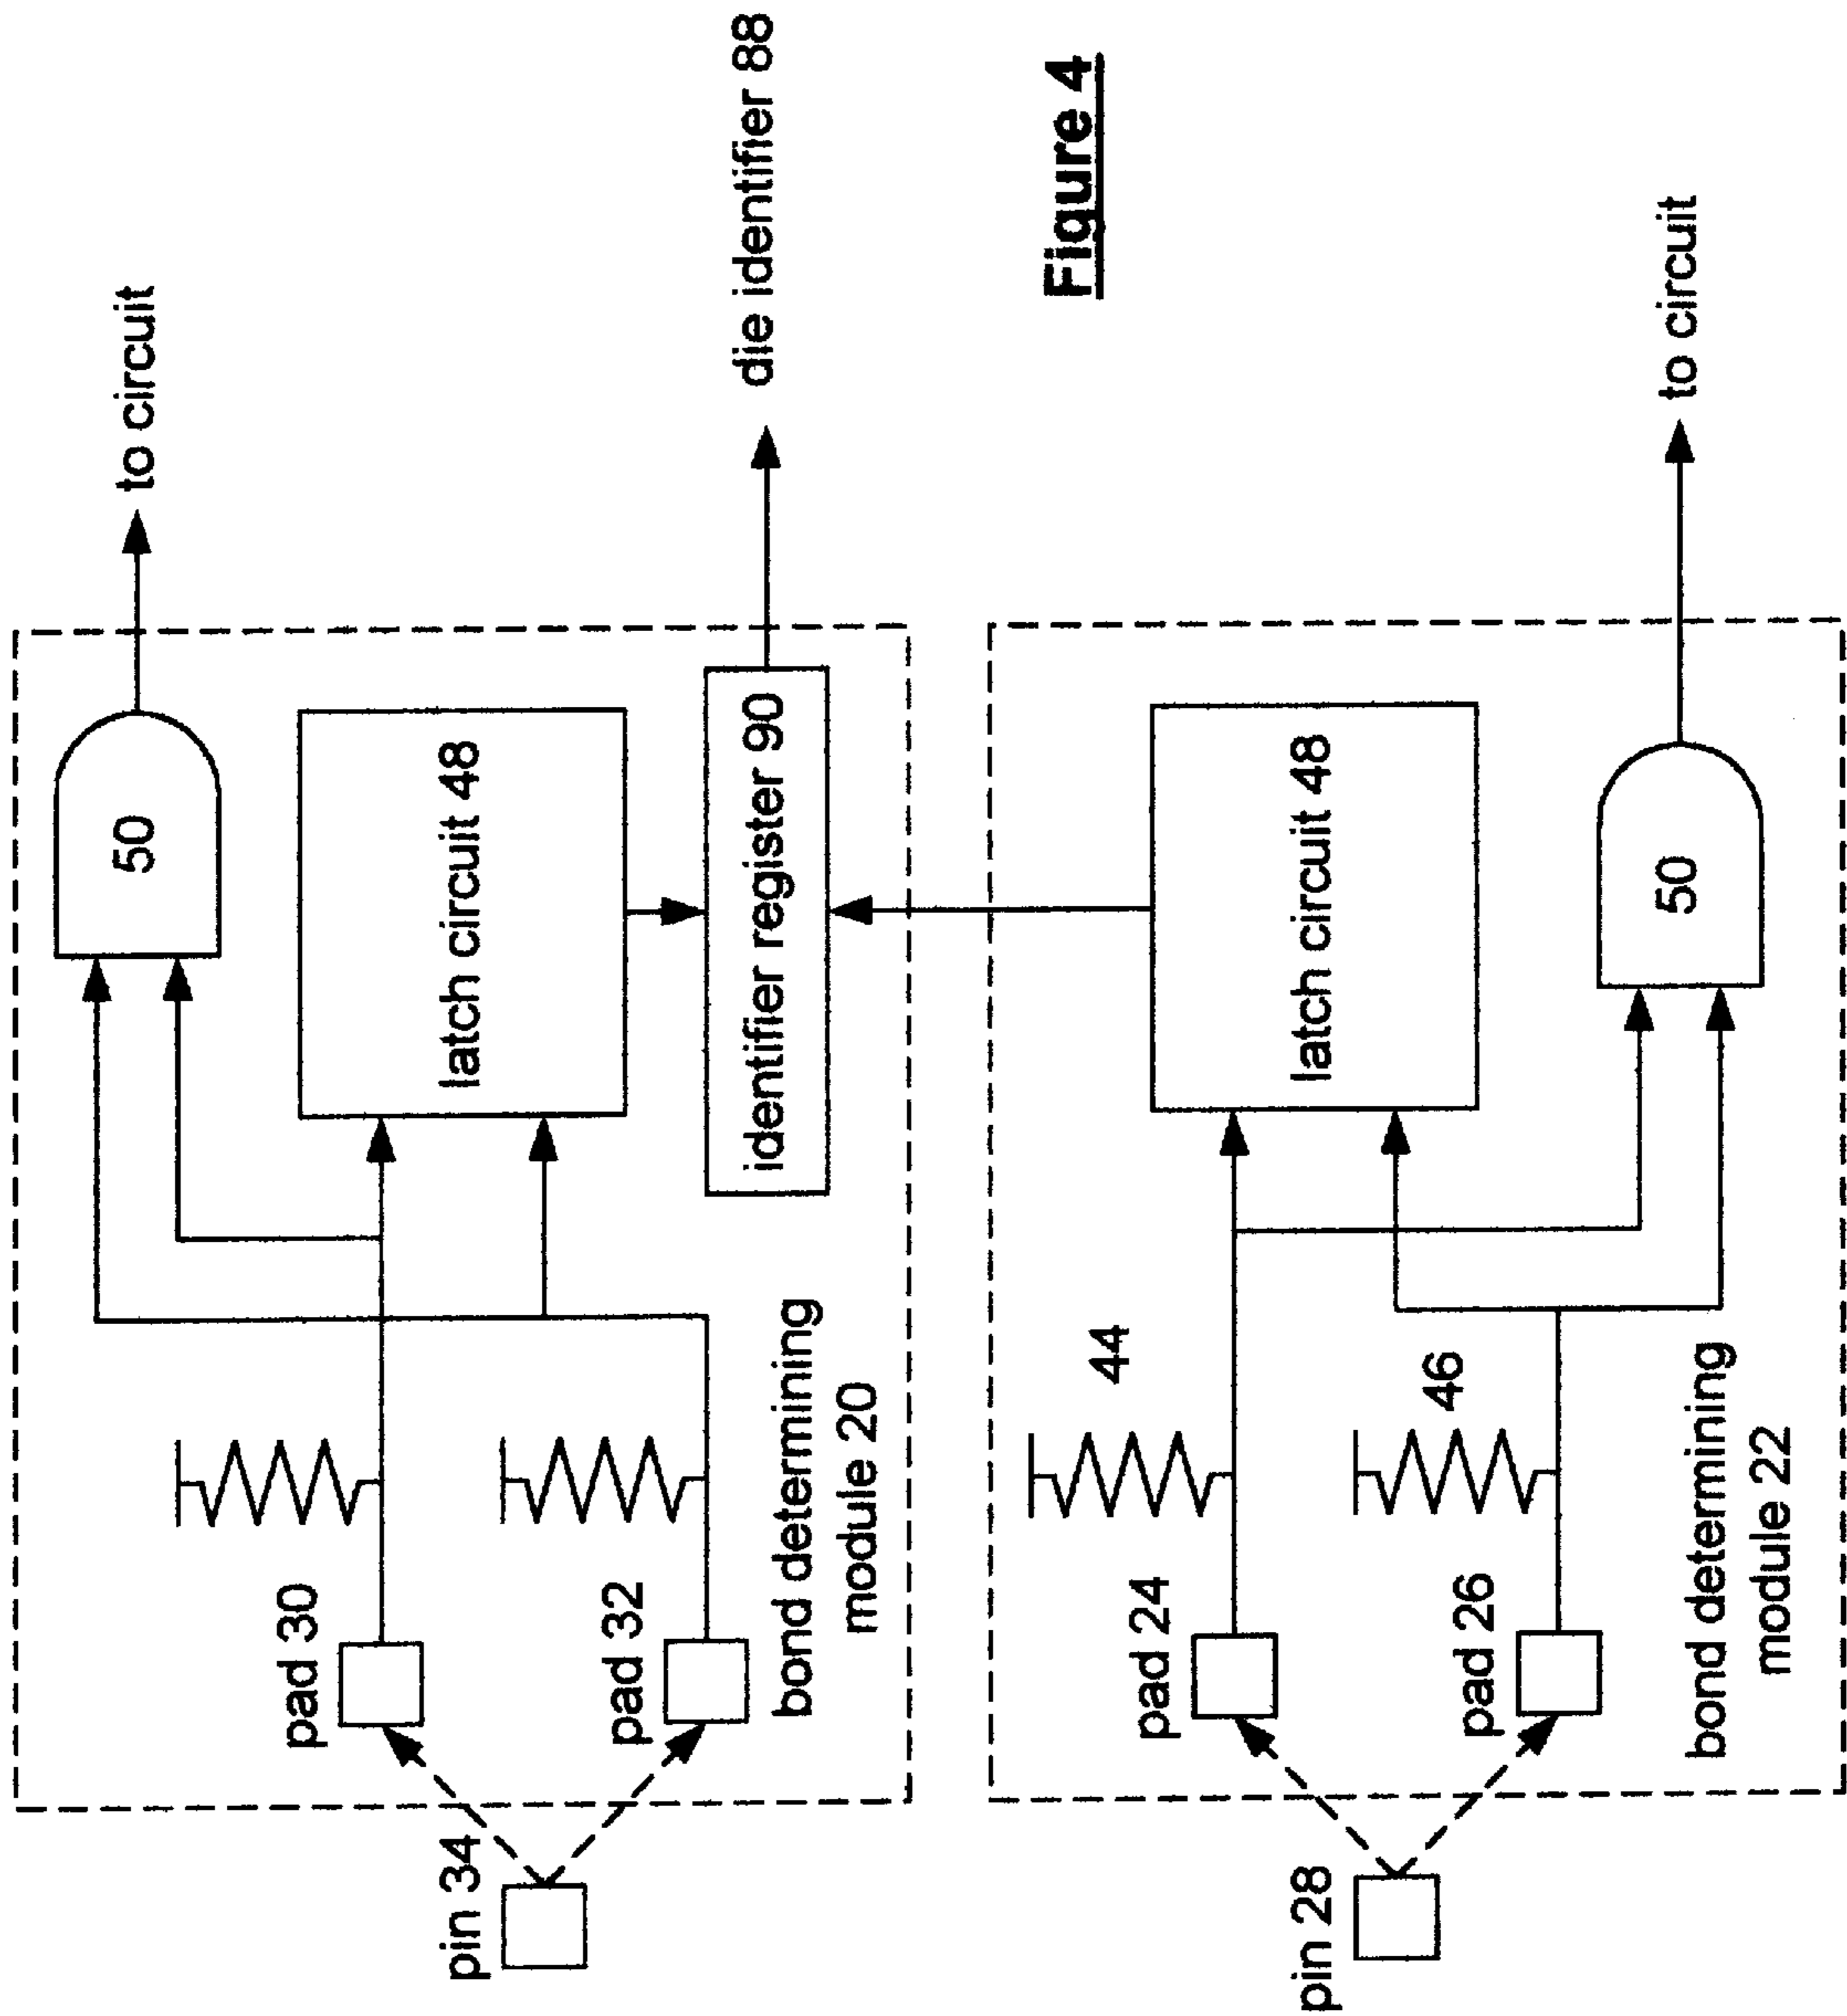 to circuit
50
latch circuit 48
identifier register 90
die identifier 88
pad 30
pad 32
pin 34
bond determining
module 20
Figure 4
44
46
latch circuit 48
50
to circuit
pad 24
pad 26
pin 28
bond determining
module 22